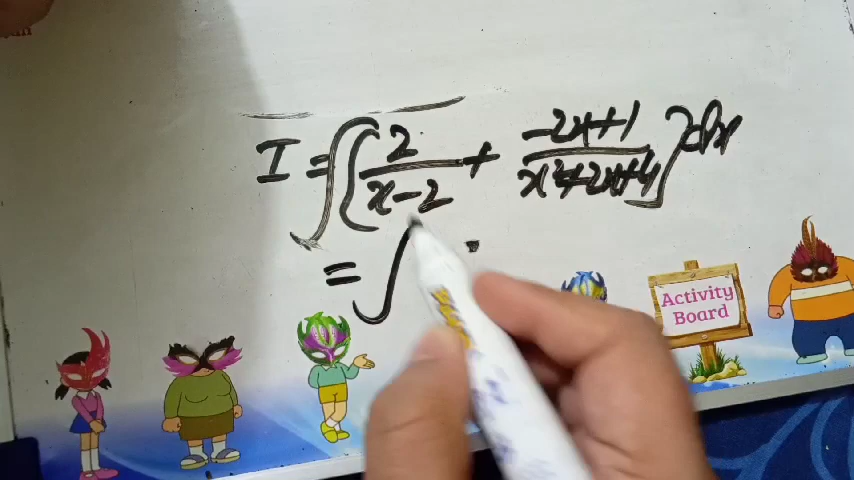 I = ∫ ( 2/(x-2) + (-2x+1)/(x²+2x+4) ) dx
= ∫
Activity
Board